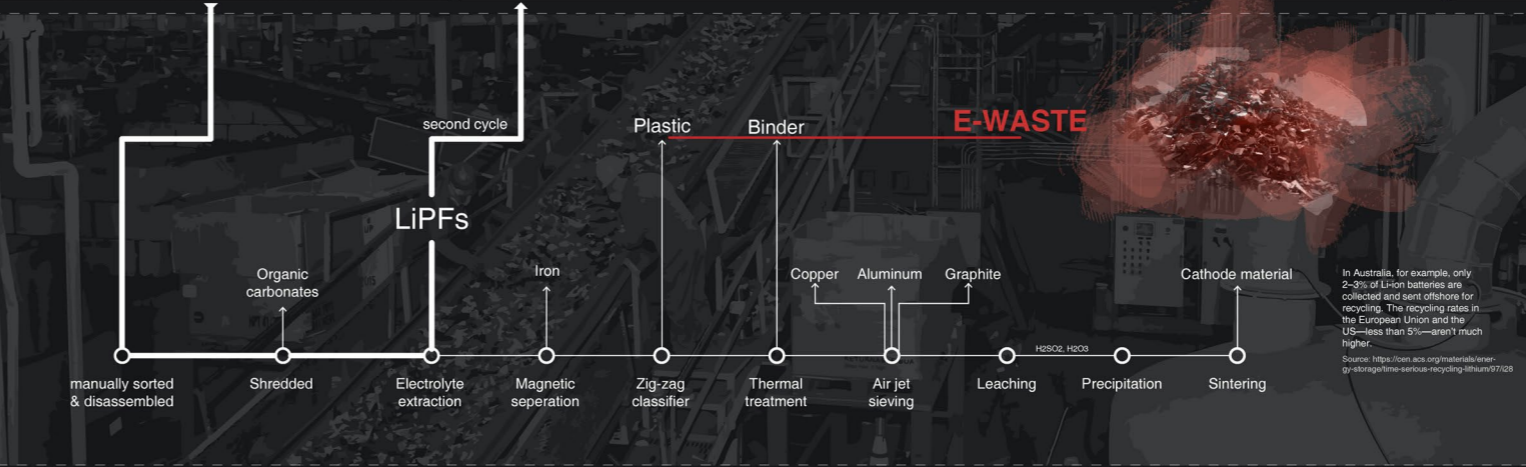 second cycle
Plastic
Binder
E-WASTE
LiPFs
Organic
carbonates
Iron
Copper
Aluminum
Graphite
Cathode material
In Australia, for example, only
2–3% of Li-ion batteries are
collected and sent offshore for
recycling. The recycling rates in
the European Union and the
US—less than 5%—aren't much
higher.
Source: https://cen.acs.org/materials/ener-
gy-storage/time-serious-recycling-lithium/97/i28
H2SO2, H2O3
manually sorted
& disassembled
Shredded
Electrolyte
extraction
Magnetic
seperation
Zig-zag
classifier
Thermal
treatment
Air jet
sieving
Leaching
Precipitation
Sintering